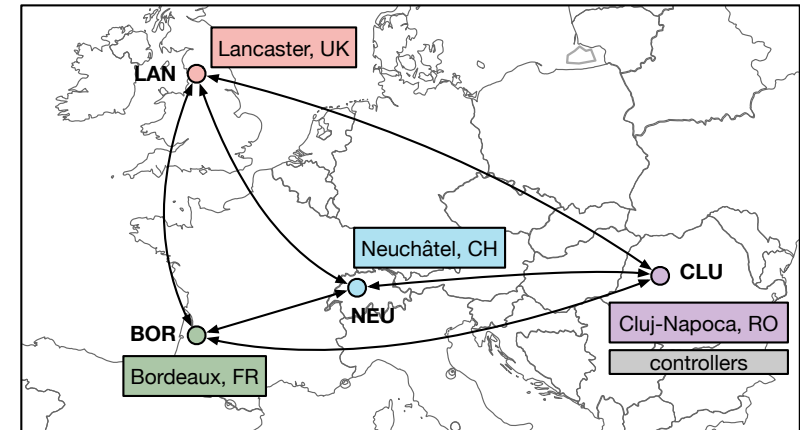 Lancaster, UK
LAN
Neuchâtel, CH
CLU
NEU
Cluj-Napoca, RO
BOR
controllers
Bordeaux, FR